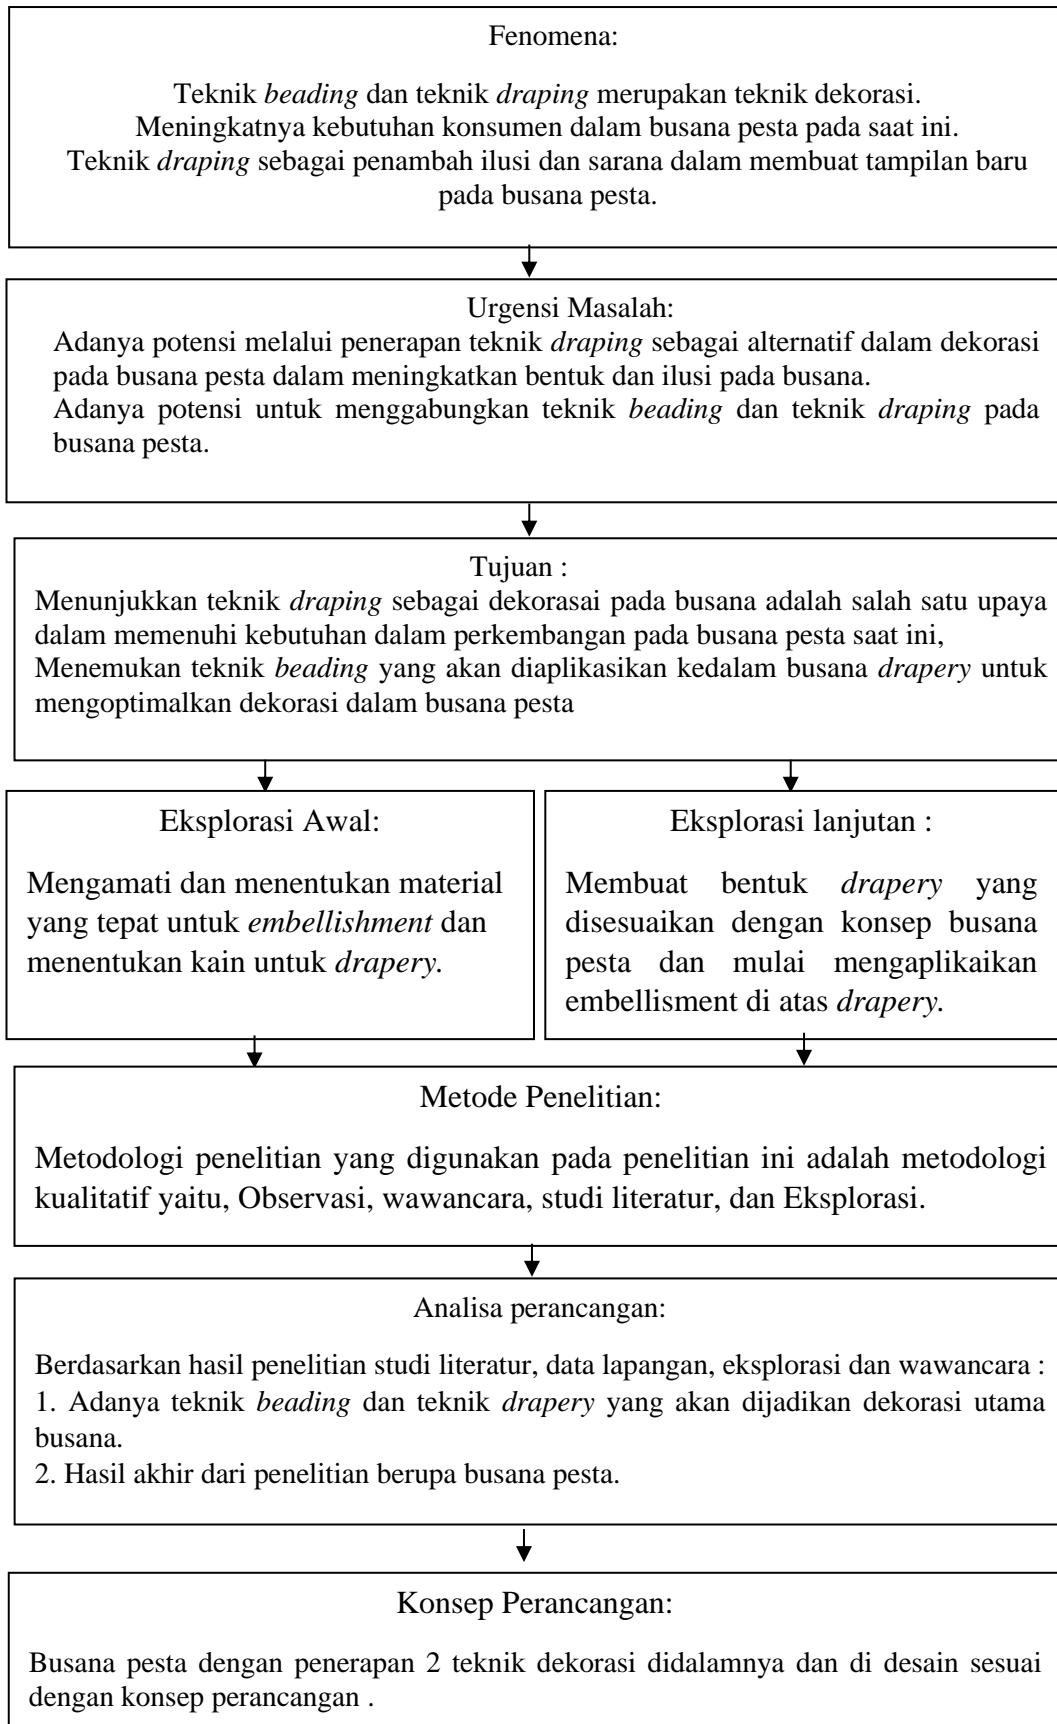 Fenomena:
Teknik beading dan teknik draping merupakan teknik dekorasi.
Meningkatnya kebutuhan konsumen dalam busana pesta pada saat ini.
Teknik draping sebagai penambah ilusi dan sarana dalam membuat tampilan baru
pada busana pesta.
Urgensi Masalah:
Adanya potensi melalui penerapan teknik draping sebagai alternatif dalam dekorasi
pada busana pesta dalam meningkatkan bentuk dan ilusi pada busana.
Adanya potensi untuk menggabungkan teknik beading dan teknik draping pada
busana pesta.
Tujuan :
Menunjukkan teknik draping sebagai dekorasai pada busana adalah salah satu upaya
dalam memenuhi kebutuhan dalam perkembangan pada busana pesta saat ini,
Menemukan teknik beading yang akan diaplikasikan kedalam busana drapery untuk
mengoptimalkan dekorasi dalam busana pesta
Eksplorasi Awal:
Mengamati dan menentukan material
yang tepat untuk embellishment dan
menentukan kain untuk drapery.
Eksplorasi lanjutan :
Membuat bentuk drapery yang
disesuaikan dengan konsep busana
pesta dan mulai mengaplikaikan
embellisment di atas drapery.
Metode Penelitian:
Metodologi penelitian yang digunakan pada penelitian ini adalah metodologi
kualitatif yaitu, Observasi, wawancara, studi literatur, dan Eksplorasi.
Analisa perancangan:
Berdasarkan hasil penelitian studi literatur, data lapangan, eksplorasi dan wawancara :
1. Adanya teknik beading dan teknik drapery yang akan dijadikan dekorasi utama
busana.
2. Hasil akhir dari penelitian berupa busana pesta.
Konsep Perancangan:
Busana pesta dengan penerapan 2 teknik dekorasi didalamnya dan di desain sesuai
dengan konsep perancangan .